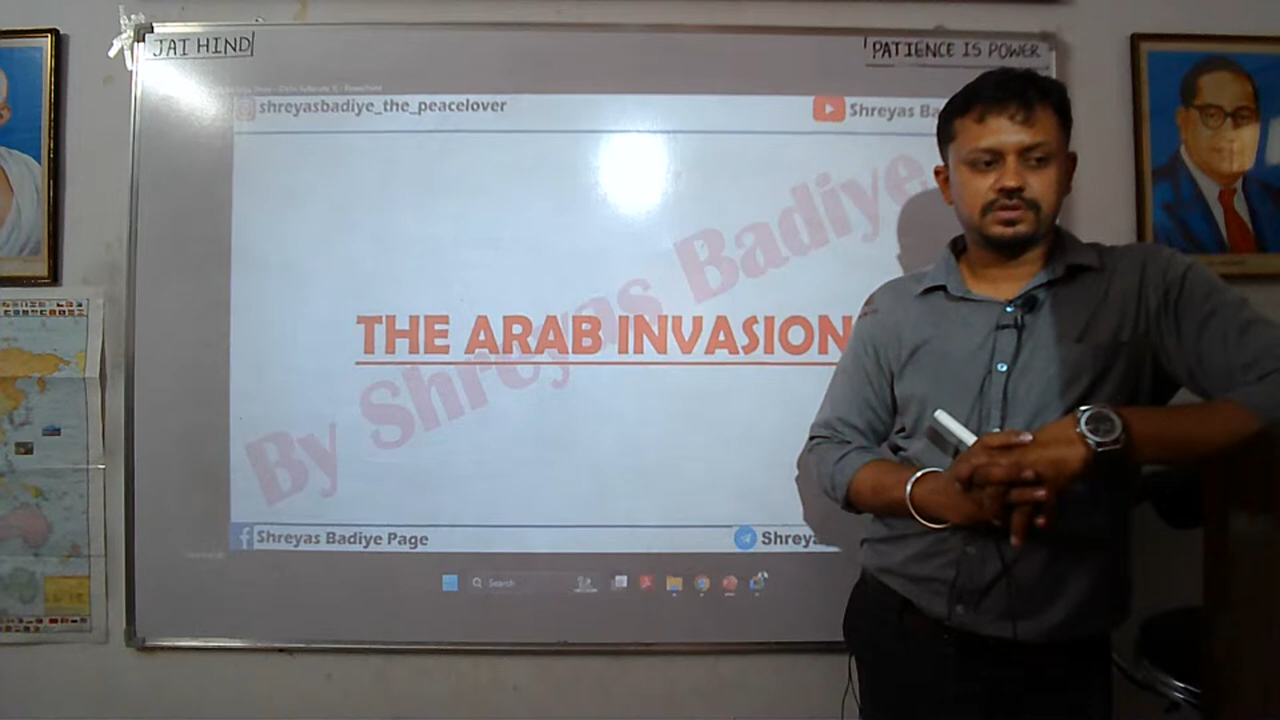 JAI HIND
PATIENCE IS POWER
shreyasbadiye_the_peacelover
Shreyas Ba
By Shreyas Badiye
THE ARAB INVASION
Shreyas Badiye Page
Shreya
Search